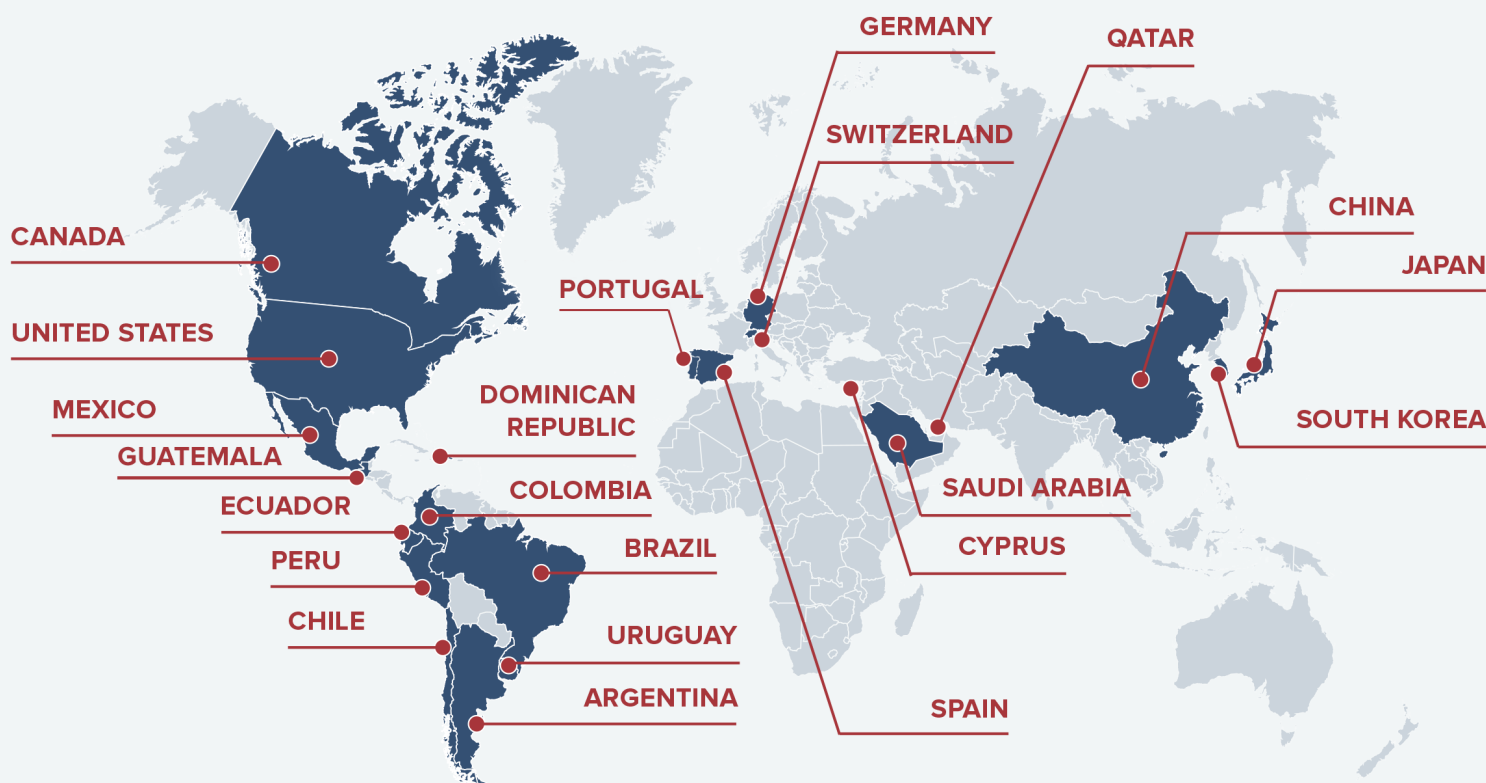 GERMANY
QATAR
SWITZERLAND
CHINA
CANADA
JAPAN
PORTUGAL
UNITED STATES
DOMINICAN
REPUBLIC
MEXICO
SOUTH KOREA
GUATEMALA
COLOMBIA
SAUDI ARABIA
ECUADOR
BRAZIL
CYPRUS
PERU
CHILE
URUGUAY
ARGENTINA
SPAIN